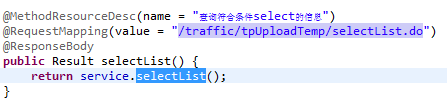 @MethodResourceDesc(name = "查询符合条件select的信息")
@RequestMapping(value = "/traffic/tpUploadTemp/selectList.do")
@ResponseBody
public Result selectList() {
    return service.selectList();
}